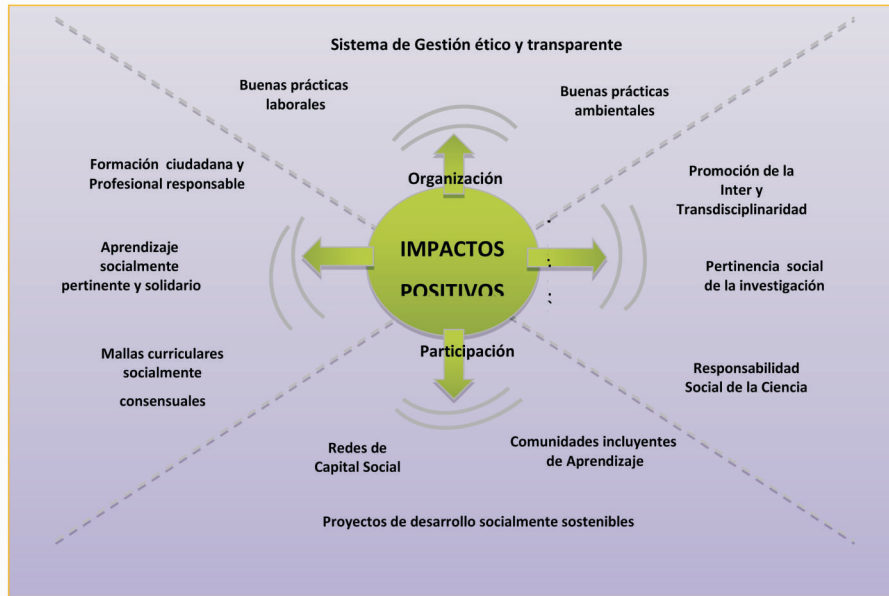 Sistema de Gestión ético y transparente
Buenas prácticas
laborales
Buenas prácticas
ambientales
Formación ciudadana y
Profesional responsable
Organización
Promoción de la
Inter y
Transdisciplinaridad
Aprendizaje
socialmente
pertinente y solidario
IMPACTOS
POSITIVOS
Pertinencia social
de la investigación
Mallas curriculares
socialmente
consensuales
Participación
Responsabilidad
Social de la Ciencia
Redes de
Capital Social
Comunidades incluyentes
de Aprendizaje
Proyectos de desarrollo socialmente sostenibles